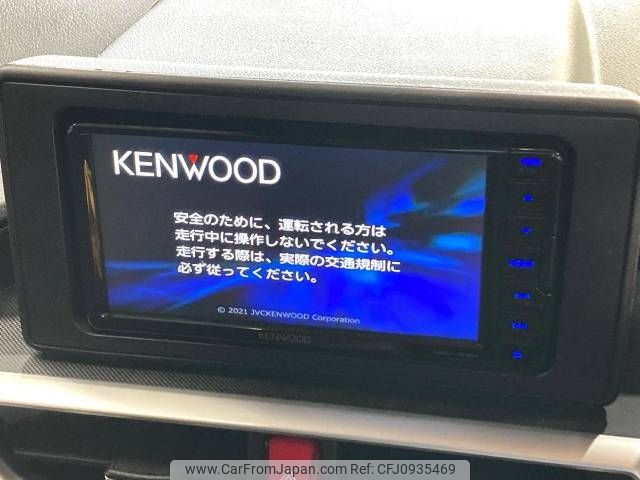 KENWOOD
安全のために、運転される方は
走行中に操作しないでください。
走行する際は、実際の交通規制に
必ず従ってください。
© 2021 JVCKENWOOD Corporation
KENWOOD
www.CarFromJapan.com ©CarFromJapan CFJ0935469